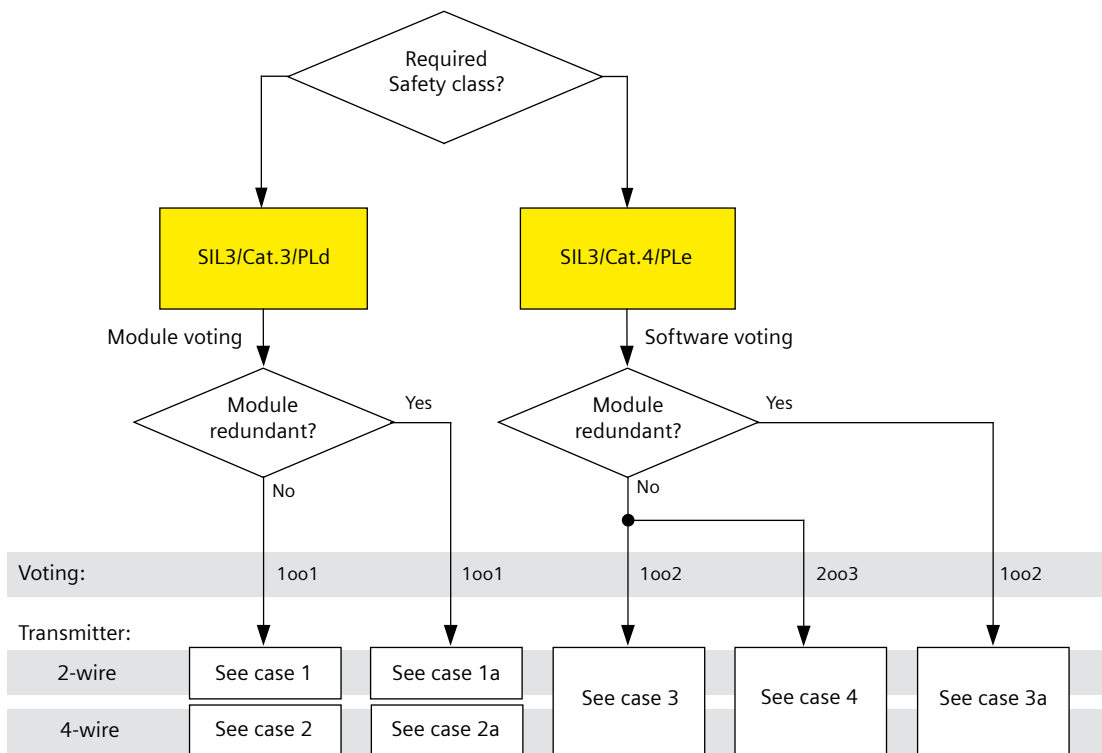 Required
Safety class?
SIL3/Cat.3/PLd
SIL3/Cat.4/PLe
Module voting
Software voting
Module
redundant?
Yes
No
Module
redundant?
Yes
No
Voting:
1oo1
1oo1
1oo2
2oo3
1oo2
Transmitter:
2-wire
See case 1
See case 1a
See case 3
See case 4
See case 3a
4-wire
See case 2
See case 2a